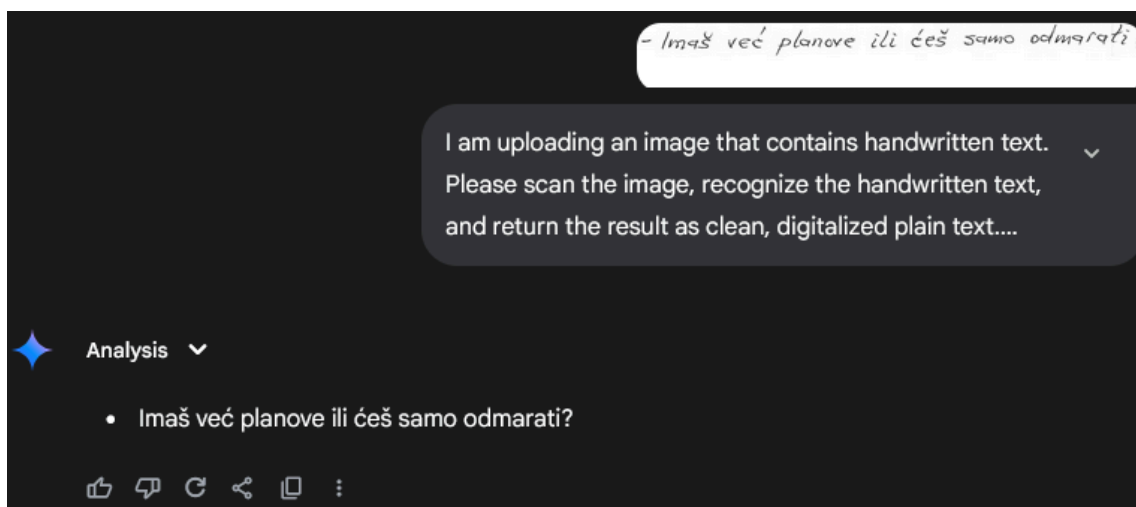 - Imaš već planove ili ćeš samo odmarati
I am uploading an image that contains handwritten text.
Please scan the image, recognize the handwritten text,
and return the result as clean, digitalized plain text....
Analysis
• Imaš već planove ili ćeš samo odmarati?